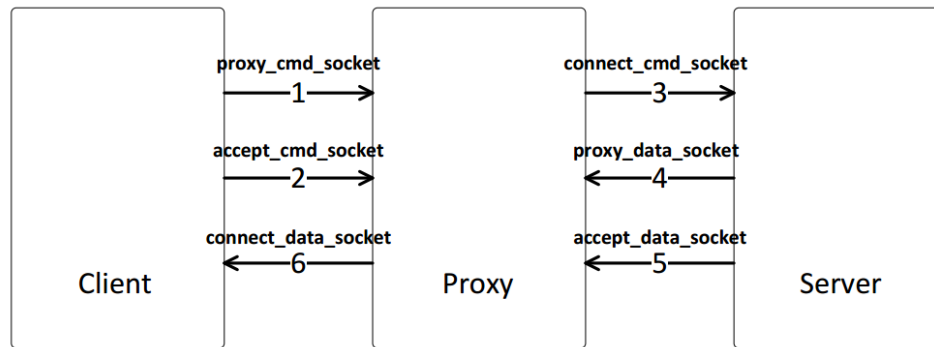 proxy_cmd_socket
connect_cmd_socket
1
3
accept_cmd_socket
proxy_data_socket
2
4
connect_data_socket
accept_data_socket
6
5
Client
Proxy
Server